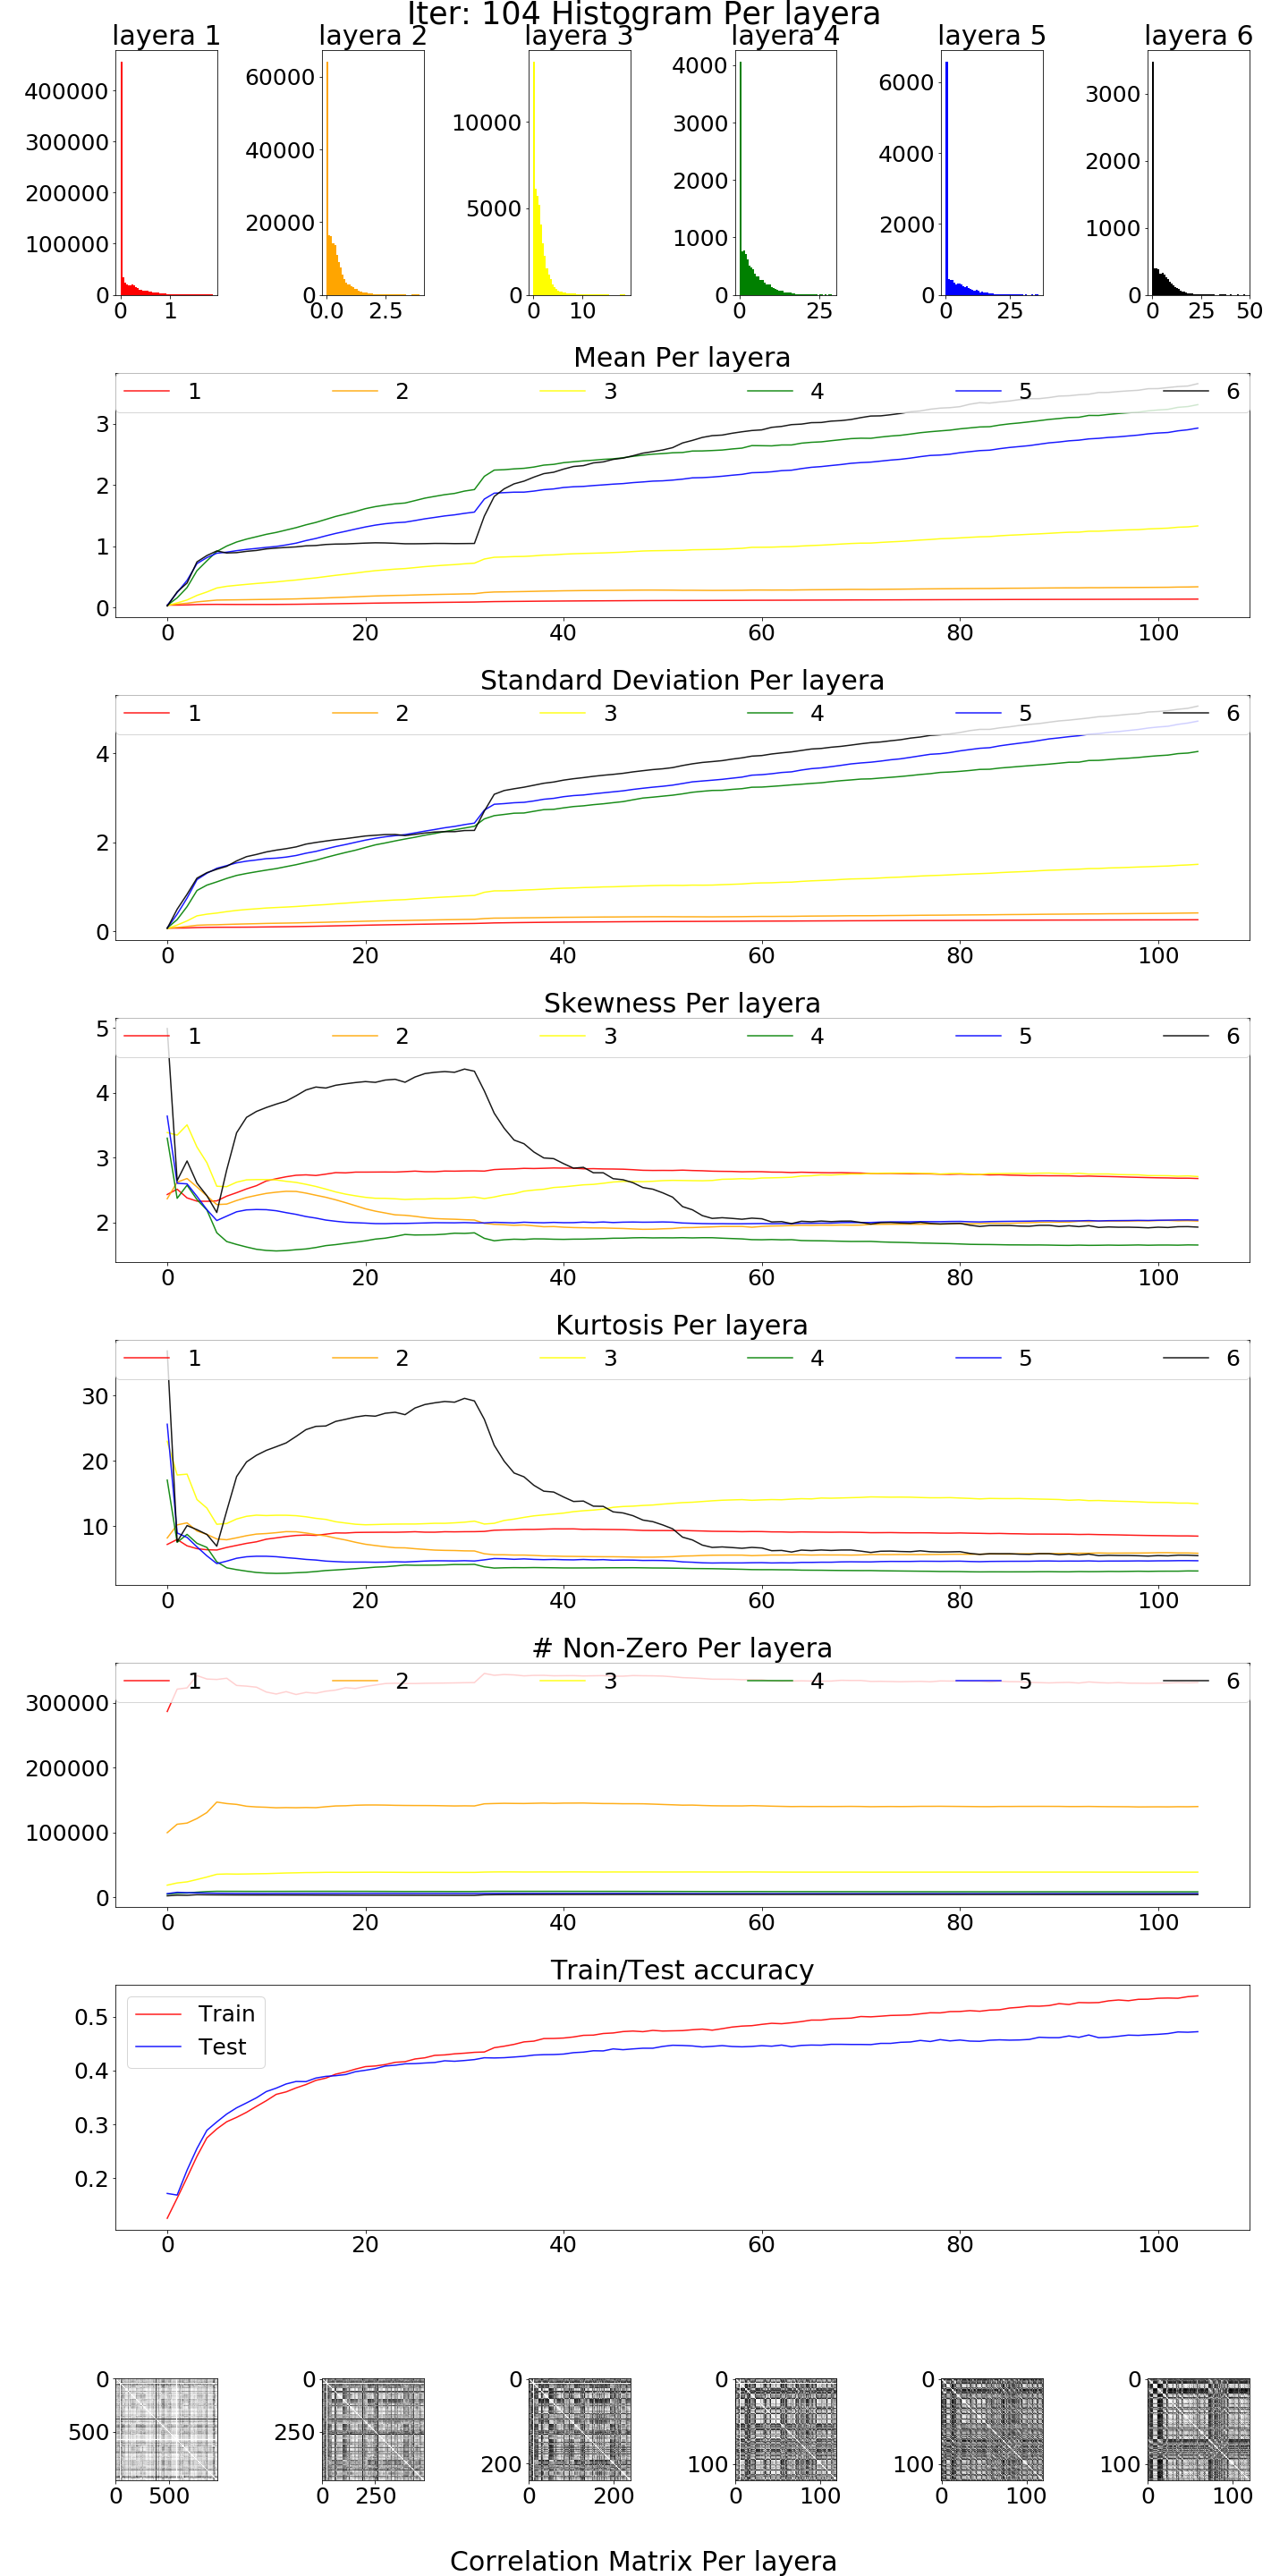 Iter: 104 Histogram Per layera
layera 1 layera 2 layera 3 layera 4 layera 5 layera 6
400000 300000 200000 100000 0
0 1
60000 40000 20000 0
0.0 2.5
10000 5000 0
0 10
4000 3000 2000 1000 0
0 25
6000 4000 2000 0
0 25
3000 2000 1000 0
0 25 50
Mean Per layera
1 2 3 4 5 6
3
2
1
0
0 20 40 60 80 100
Standard Deviation Per layera
1 2 3 4 5 6
4
2
0
0 20 40 60 80 100
Skewness Per layera
5
1 2 3 4 5 6
4
3
2
0 20 40 60 80 100
Kurtosis Per layera
1 2 3 4 5 6
30
20
10
0 20 40 60 80 100
# Non-Zero Per layera
1 2 3 4 5 6
300000
200000
100000
0
0 20 40 60 80 100
Train/Test accuracy
Train
Test
0.5
0.4
0.3
0.2
0 20 40 60 80 100
0 500
0 500
0 250
0 250
0 200
0 200
0 100
0 100
0 100
0 100
0 100
0 100
Correlation Matrix Per layera